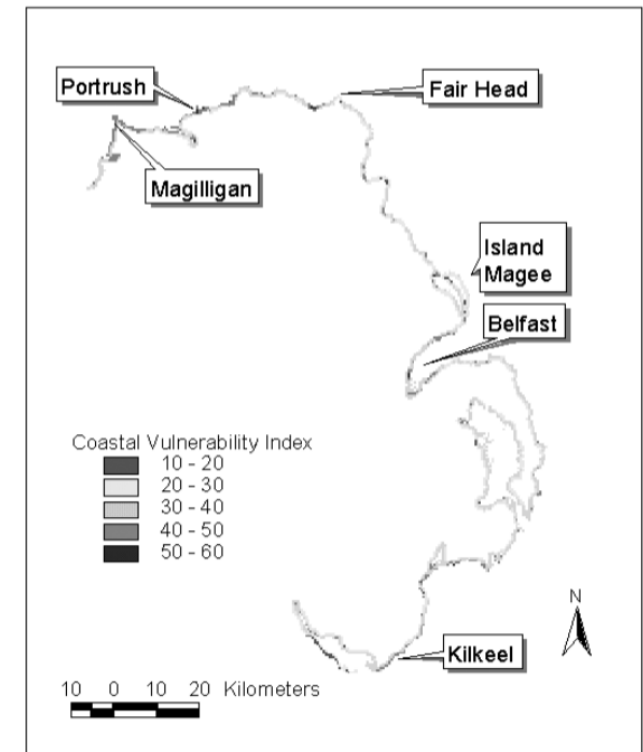 Portrush
Fair Head
Magilligan
Island
Magee
Belfast
Coastal Vulnerability Index
10 - 20
20 - 30
30 - 40
40 - 50
50 - 60
N
Kilkeel
10 0 10 20 Kilometers